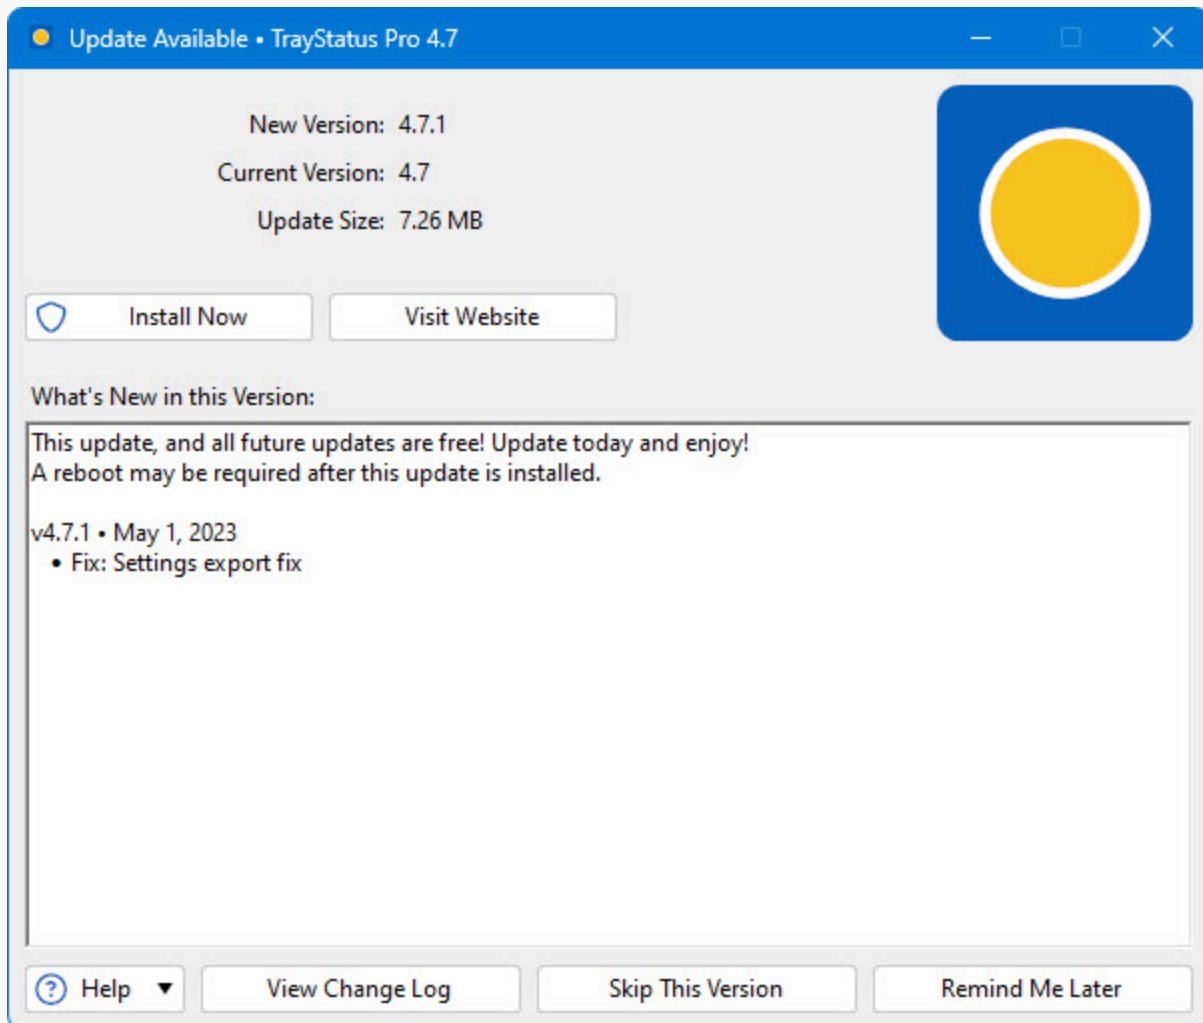 Update Available • TrayStatus Pro 4.7
New Version: 4.7.1
Current Version: 4.7
Update Size: 7.26 MB
Install Now
Visit Website
What's New in this Version:
This update, and all future updates are free! Update today and enjoy!
A reboot may be required after this update is installed.
v4.7.1 • May 1, 2023
• Fix: Settings export fix
Help
View Change Log
Skip This Version
Remind Me Later